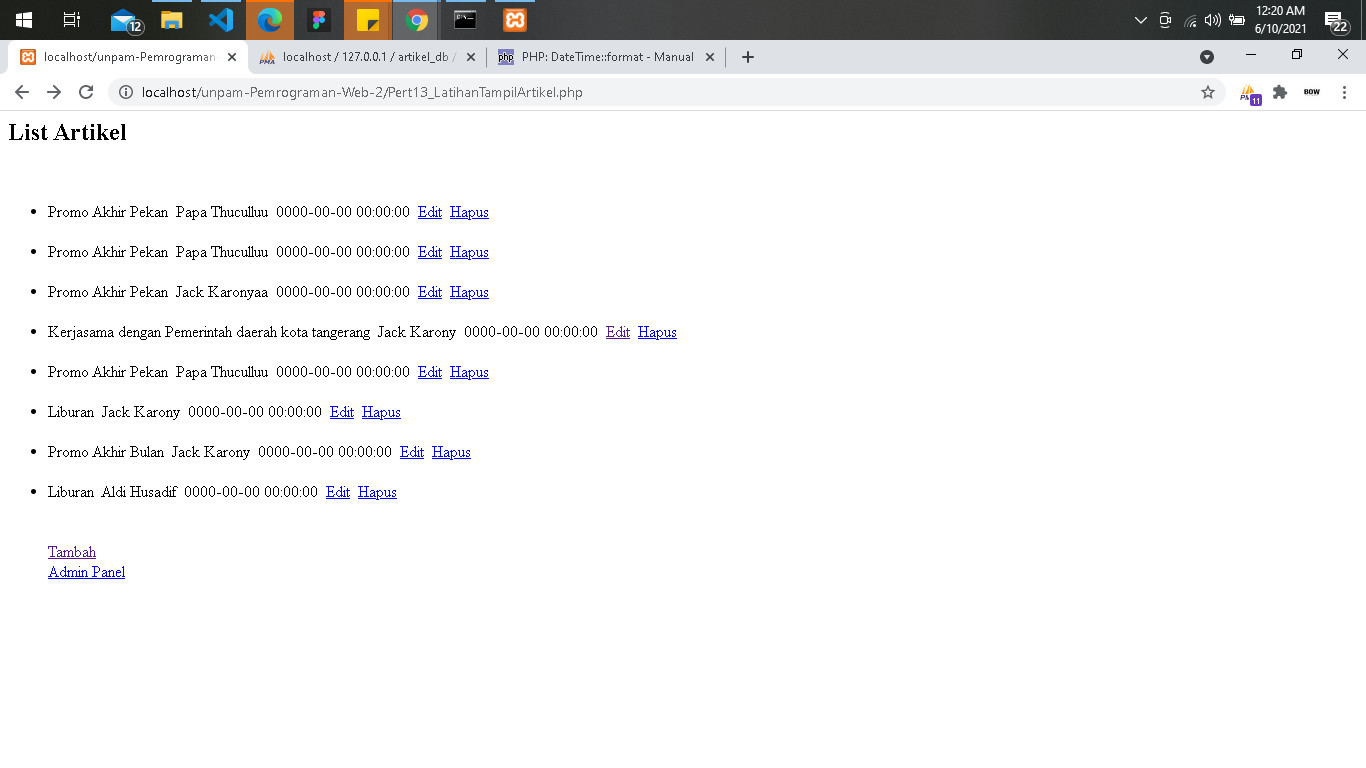 12
12:20 AM
6/10/2021
22
localhost/unpam-Pemrograman
localhost / 127.0.0.1 / artikel_db /
php PHP: DateTime::format - Manual
localhost/unpam-Pemrograman-Web-2/Pert13_LatihanTampilArtikel.php
11
BOW
List Artikel
Promo Akhir Pekan Papa Thuculluu 0000-00-00 00:00:00 Edit Hapus
Promo Akhir Pekan Papa Thuculluu 0000-00-00 00:00:00 Edit Hapus
Promo Akhir Pekan Jack Karonyaa 0000-00-00 00:00:00 Edit Hapus
Kerjasama dengan Pemerintah daerah kota tangerang Jack Karony 0000-00-00 00:00:00 Edit Hapus
Promo Akhir Pekan Papa Thuculluu 0000-00-00 00:00:00 Edit Hapus
Liburan Jack Karony 0000-00-00 00:00:00 Edit Hapus
Promo Akhir Bulan Jack Karony 0000-00-00 00:00:00 Edit Hapus
Liburan Aldi Husadif 0000-00-00 00:00:00 Edit Hapus
Tambah
Admin Panel